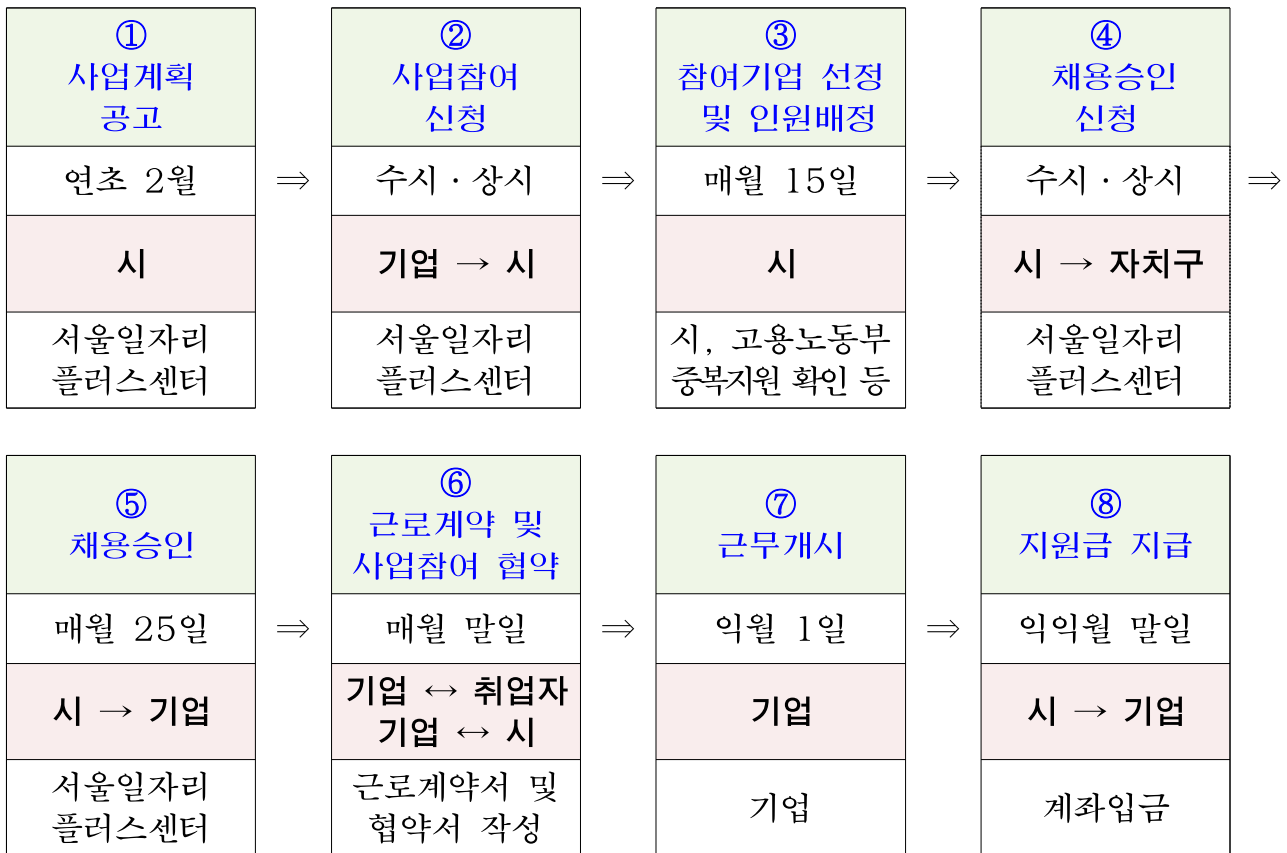 ①
사업계획
공고
②
사업참여
신청
③
참여기업 선정
및 인원배정
④
채용승인
신청
연초 2월
⇒
수시 · 상시
⇒
매월 15일
⇒
수시 · 상시
⇒
시
기업 → 시
시
시 → 자치구
서울일자리
플러스센터
서울일자리
플러스센터
시, 고용노동부
중복지원 확인 등
서울일자리
플러스센터
⑤
채용승인
⑥
근로계약 및
사업참여 협약
⑦
근무개시
⑧
지원금 지급
매월 25일
⇒
매월 말일
⇒
익월 1일
⇒
익익월 말일
시 → 기업
기업 ↔ 취업자
기업 ↔ 시
기업
시 → 기업
서울일자리
플러스센터
근로계약서 및
협약서 작성
기업
계좌입금